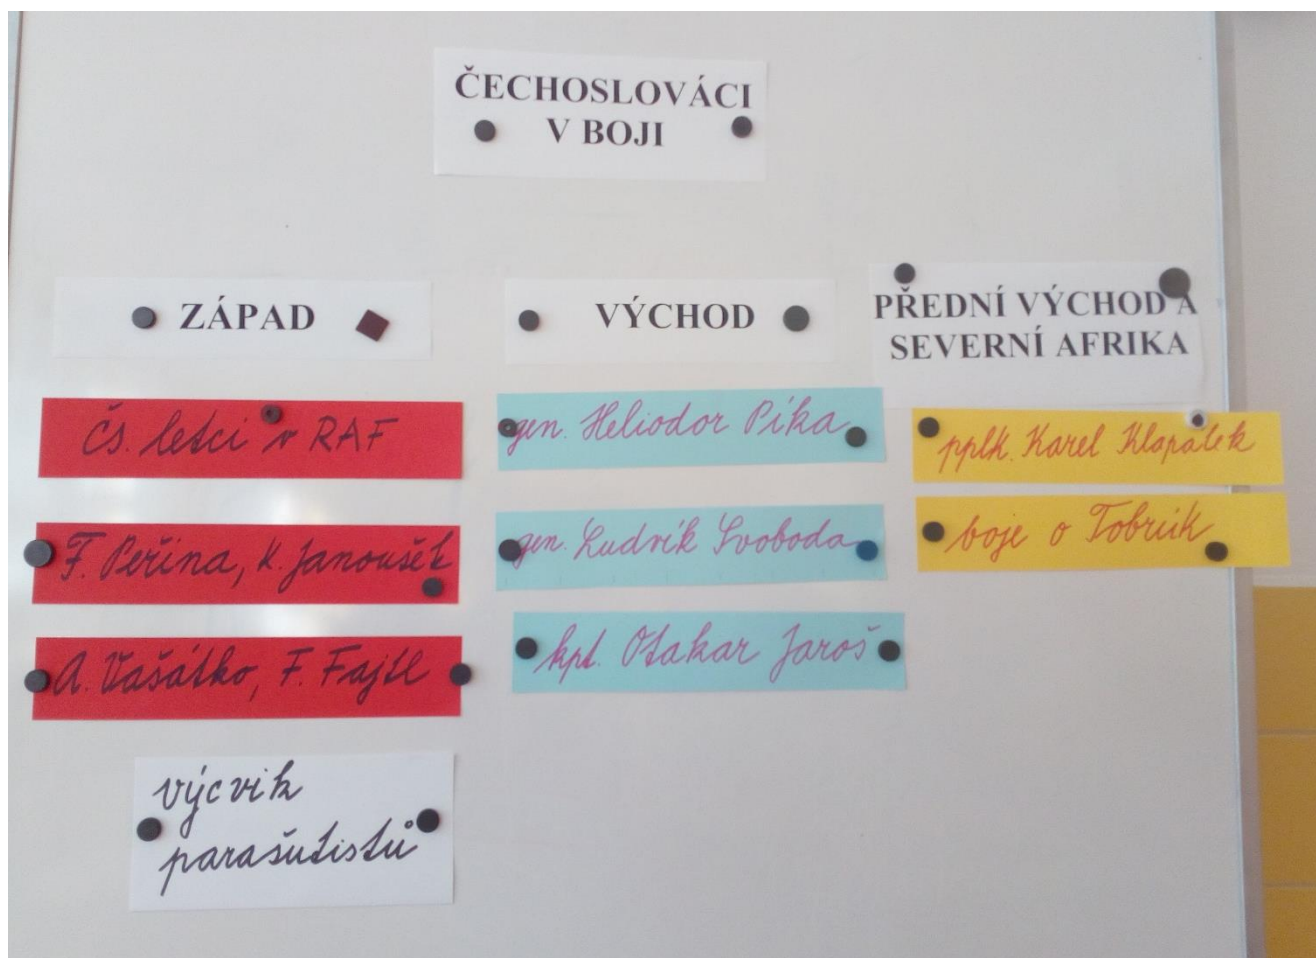 ČECHOSLOVÁCI
V BOJI
ZÁPAD
čs. letci v RAF
F. Peřina, K. Janoušek
A. Vašátko, F. Fajtl
výcvik
parašutistů
VÝCHOD
gen. Heliodor Píka
gen. Ludvík Svoboda
kpt. Otakar Jaroš
PŘEDNÍ VÝCHOD A
SEVERNÍ AFRIKA
pplk. Karel Klapálek
boje o Tobrúk